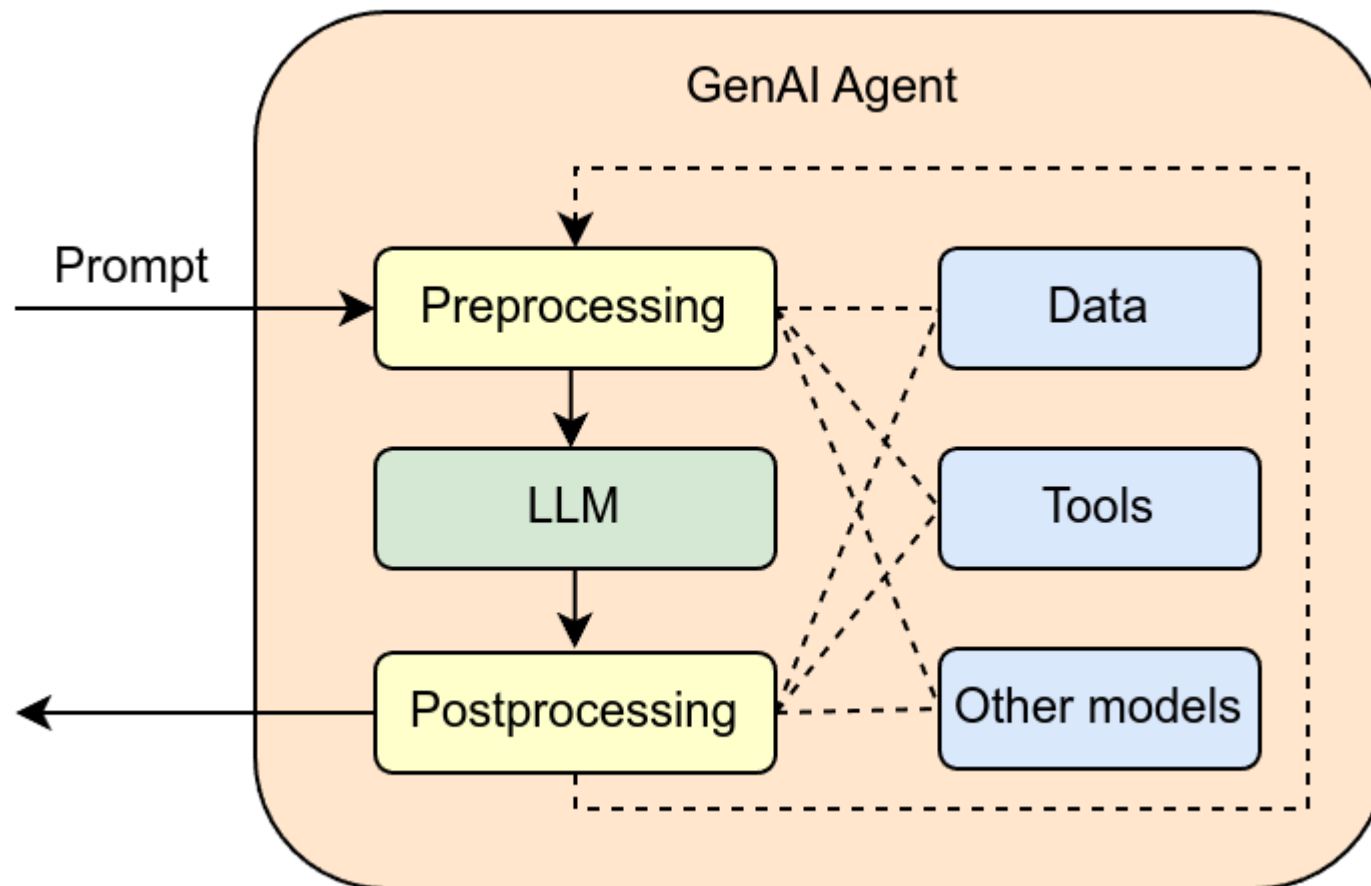 GenAI Agent
Prompt
Preprocessing
Data
LLM
Tools
Postprocessing
Other models